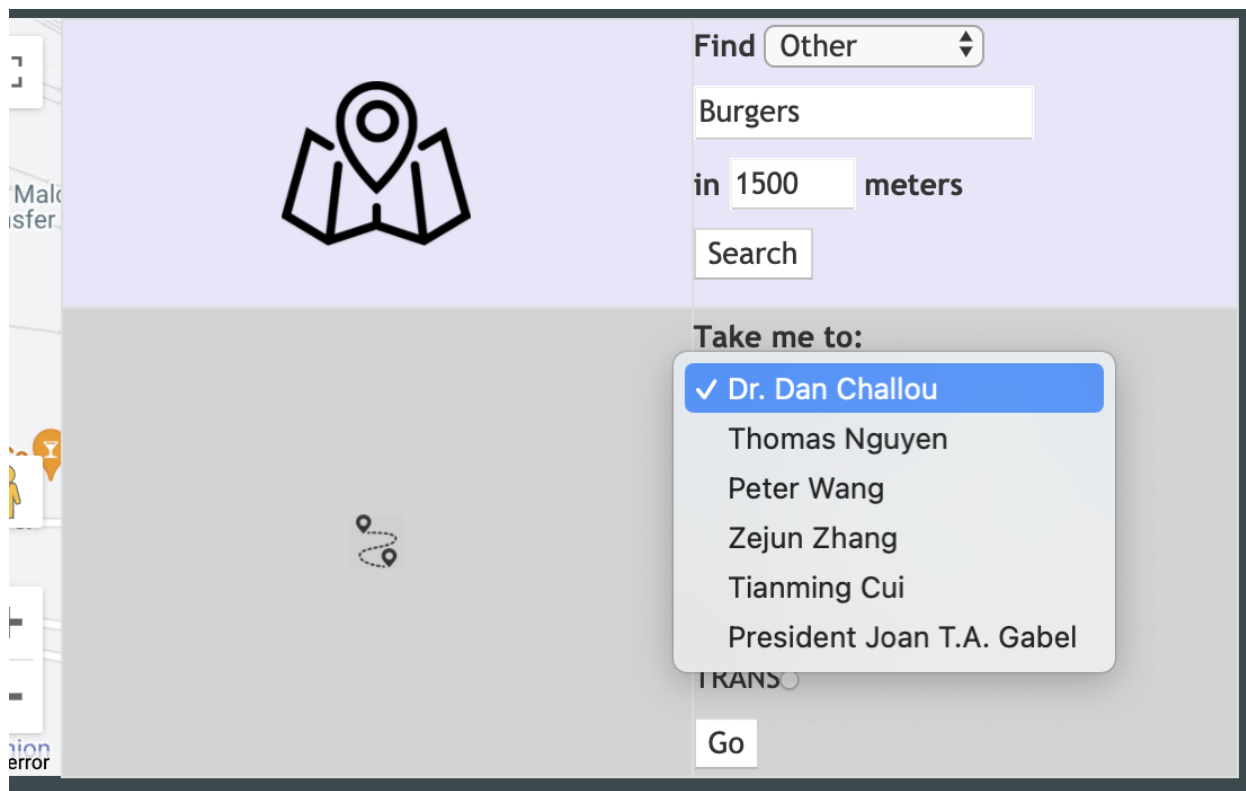 Find Other
Burgers
in 1500 meters
Search
Take me to:
✓ Dr. Dan Challou
Thomas Nguyen
Peter Wang
Zejun Zhang
Tianming Cui
President Joan T.A. Gabel
TRANS
Go
error